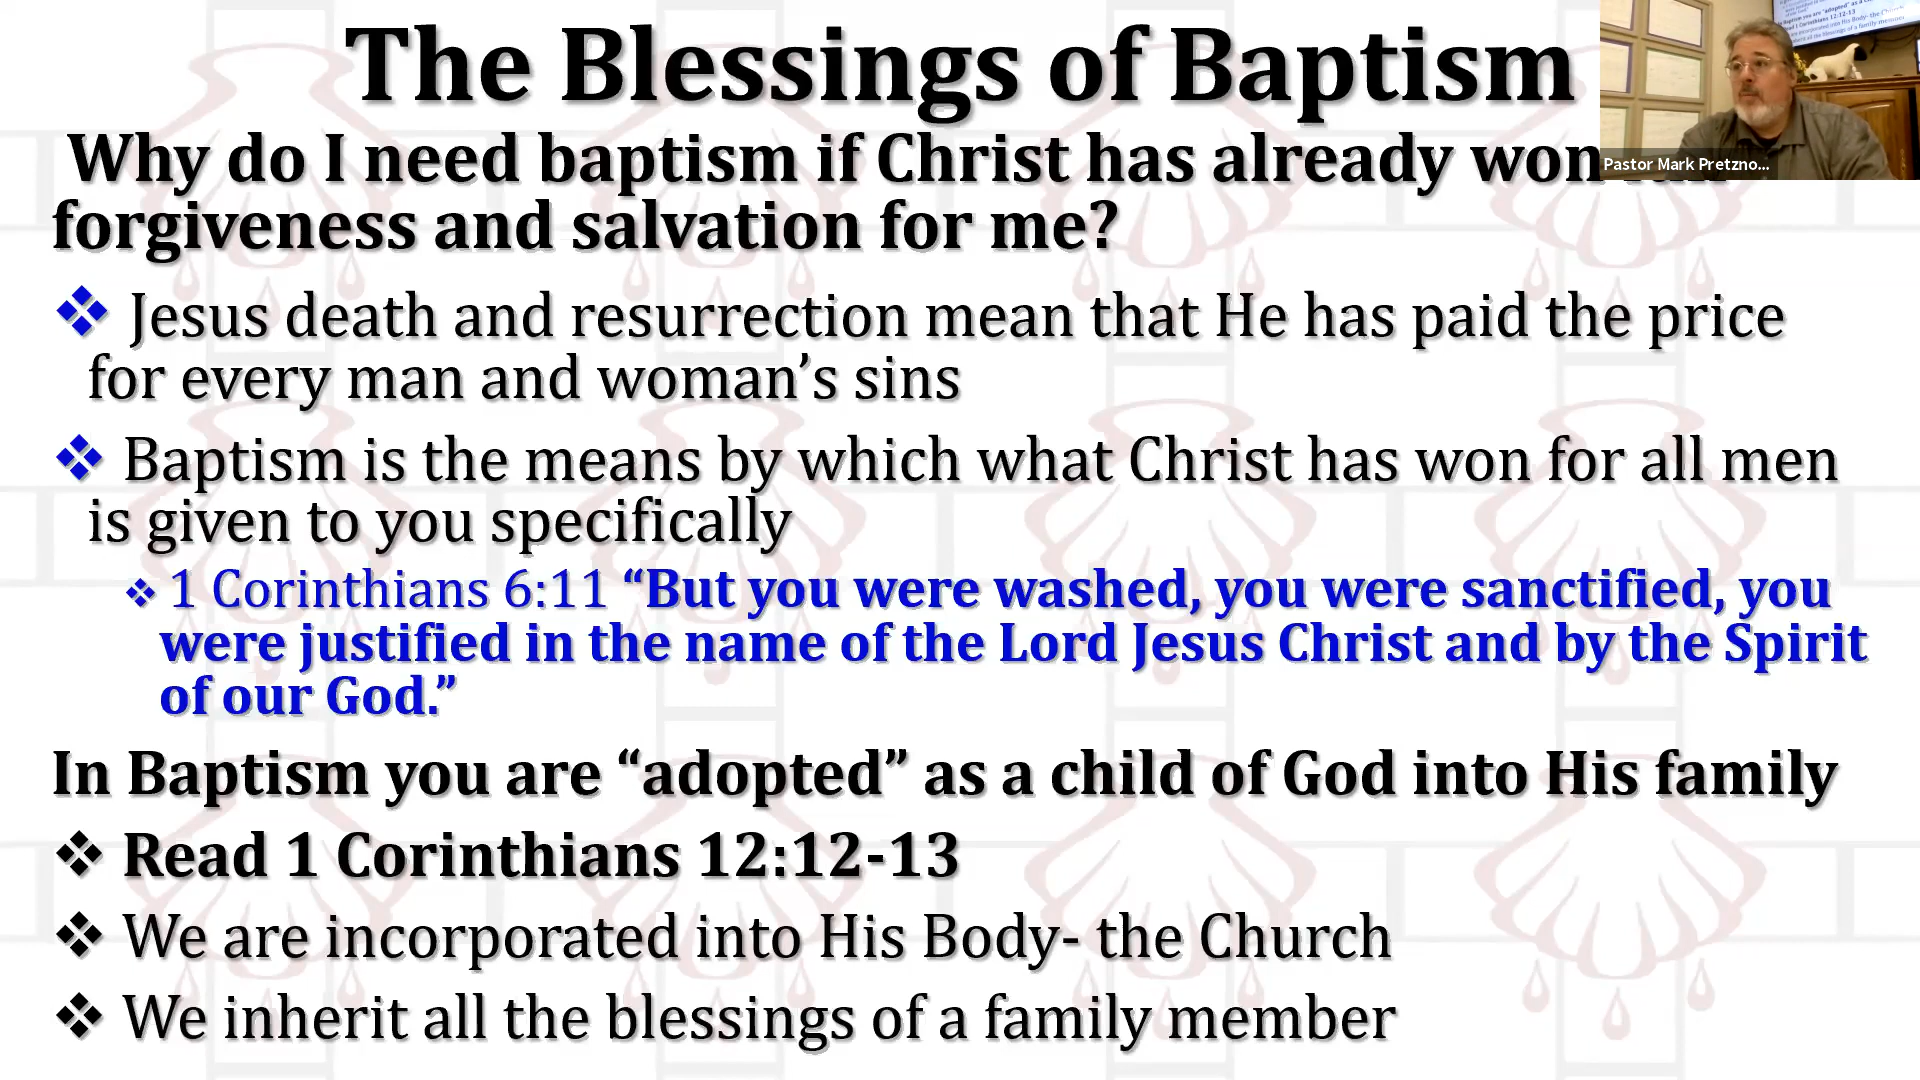 The Blessings of Baptism
Why do I need baptism if Christ has already won
forgiveness and salvation for me?
Jesus death and resurrection mean that He has paid the price
for every man and woman’s sins
Baptism is the means by which what Christ has won for all men
is given to you specifically
1 Corinthians 6:11 “But you were washed, you were sanctified, you
were justified in the name of the Lord Jesus Christ and by the Spirit
of our God.”
In Baptism you are “adopted” as a child of God into His family
Read 1 Corinthians 12:12-13
We are incorporated into His Body- the Church
We inherit all the blessings of a family member
Pastor Mark Pretzno...